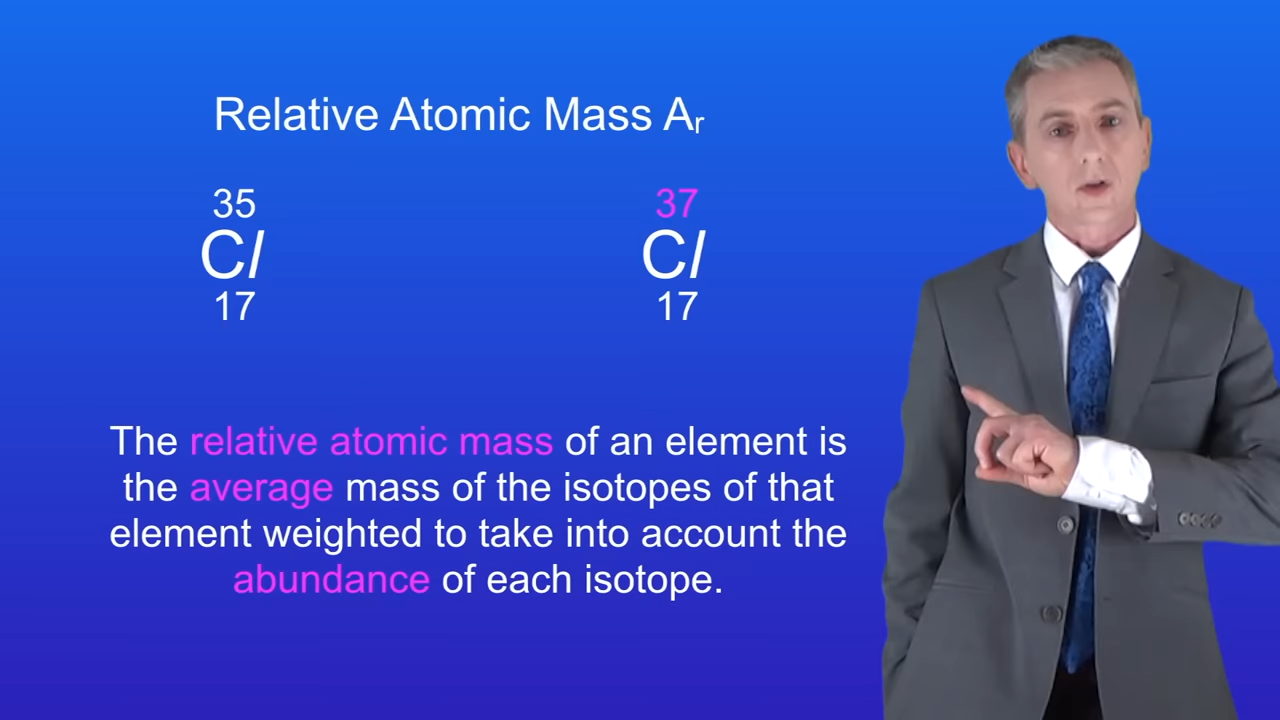 Relative Atomic Mass Ar
35 37
Cl Cl
17 17
The relative atomic mass of an element is
the average mass of the isotopes of that
element weighted to take into account the
abundance of each isotope.